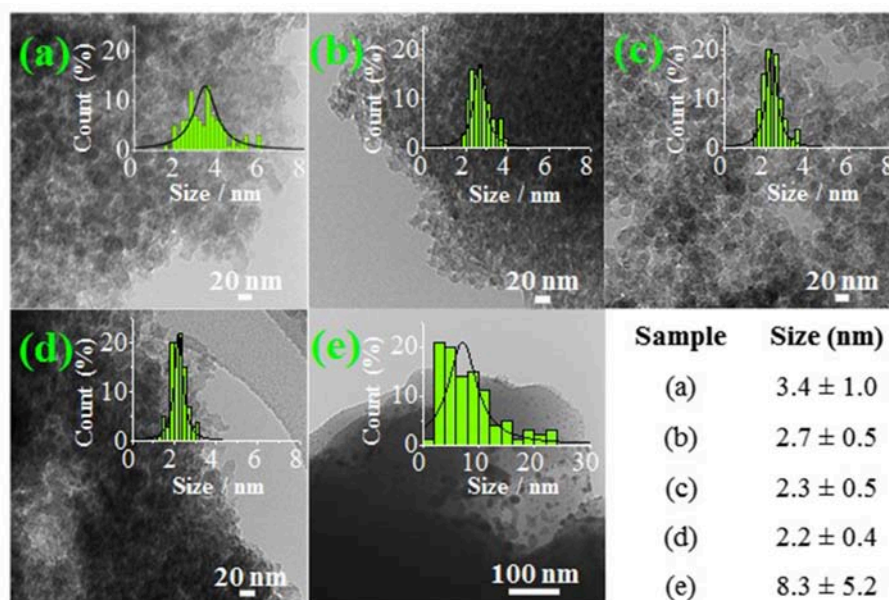 (a)
20
10
0
Count (%)
0 2 4 6 8
Size / nm
20 nm
(b)
20
10
0
Count (%)
0 2 4 6 8
Size / nm
20 nm
(c)
20
10
0
Count (%)
0 2 4 6 8
Size / nm
20 nm
(d)
20
10
0
Count (%)
0 2 4 6 8
Size / nm
20 nm
(e)
20
10
0
Count (%)
0 10 20 30
Size / nm
100 nm
Sample Size (nm)
(a) 3.4 ± 1.0
(b) 2.7 ± 0.5
(c) 2.3 ± 0.5
(d) 2.2 ± 0.4
(e) 8.3 ± 5.2